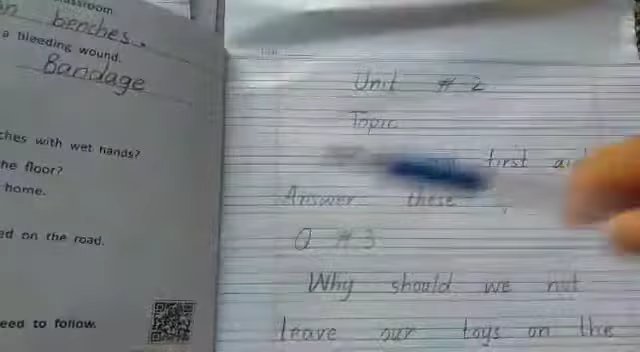 benches.
a bleeding wound.
Bandage
ches with wet hands?
he floor?
home.
ed on the road.
eed to follow.
Unit # 2
Topic
first
Answer these
Q # 3
Why should we not
leave our toys on the